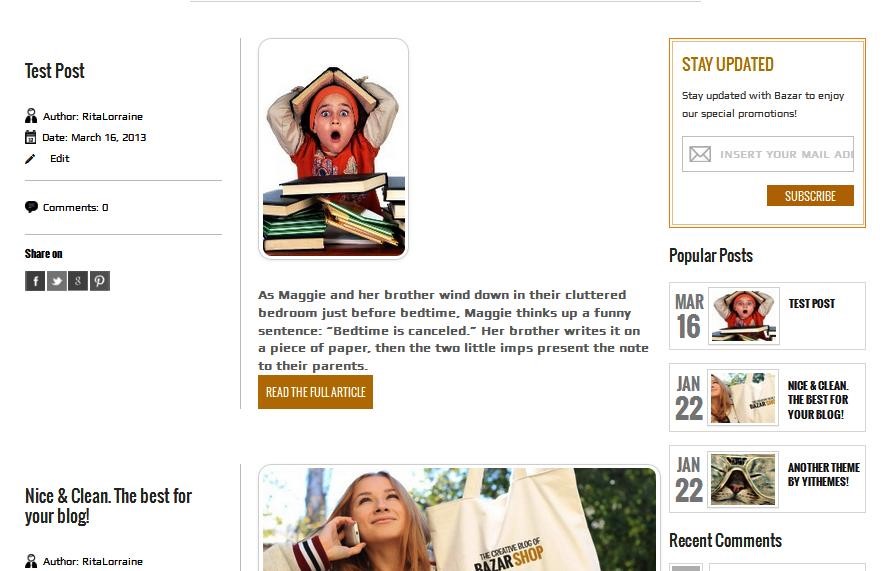 Test Post
Author: RitaLorraine
Date: March 16, 2013
Edit
Comments: 0
Share on
As Maggie and her brother wind down in their cluttered
bedroom just before bedtime, Maggie thinks up a funny
sentence: “Bedtime is canceled.” Her brother writes it on
a piece of paper, then the two little imps present the note
to their parents.
READ THE FULL ARTICLE
Nice & Clean. The best for
your blog!
Author: RitaLorraine
THE CREATIVE BLOG OF
BAZAR SHOP
STAY UPDATED
Stay updated with Bazar to enjoy
our special promotions!
INSERT YOUR MAIL AD
SUBSCRIBE
Popular Posts
MAR
16
TEST POST
JAN
22
NICE & CLEAN.
THE BEST FOR
YOUR BLOG!
BAZAR SHOP
JAN
22
ANOTHER THEME
BY YITHEMES!
Recent Comments